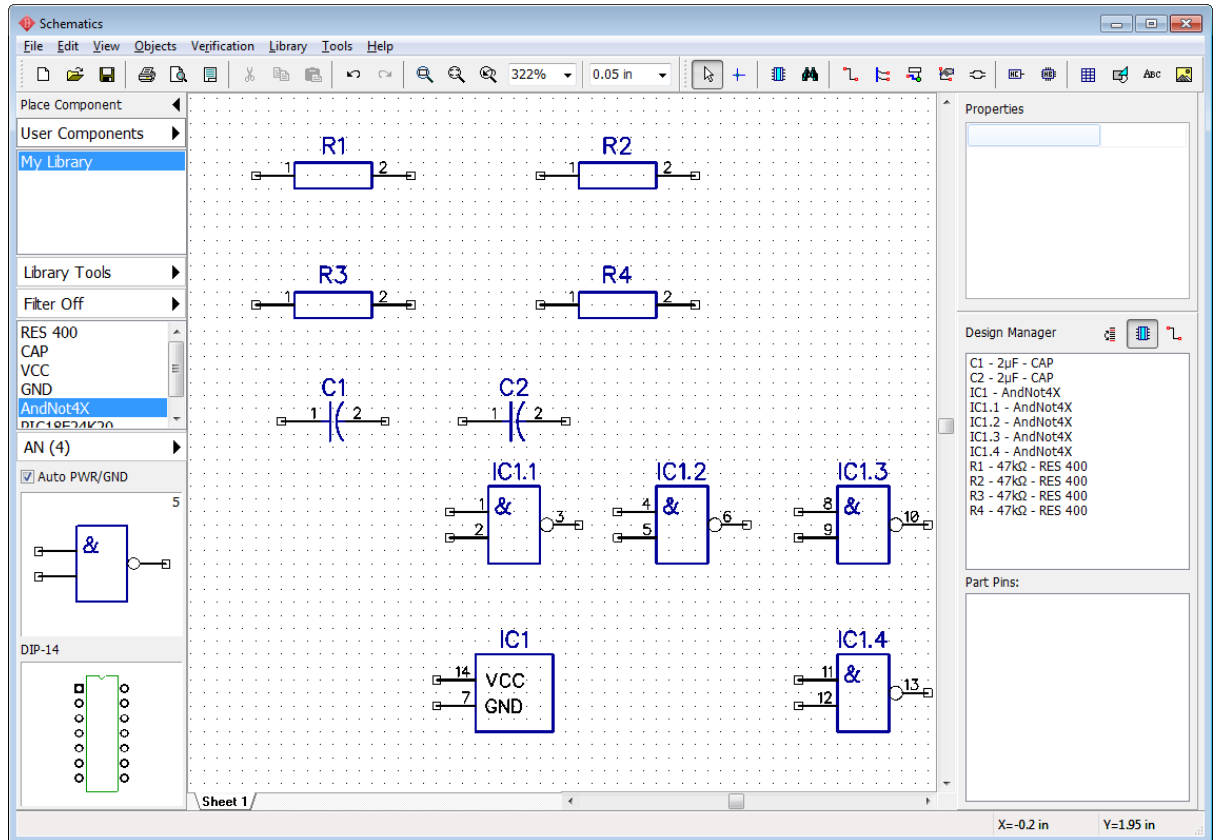 Schematics
File Edit View Objects Verification Library Tools Help
322% 0.05 in ABC
Place Component
User Components
My Library
Library Tools
Filter Off
RES 400
CAP
VCC
GND
AndNot4X
PIC18F24K20
AN (4)
Auto PWR/GND
5
&
DIP-14
R1
1 2
R2
1 2
R3
1 2
R4
1 2
C1
1 2
C2
1 2
IC1.1
1 & 3
2
IC1.2
4 & 6
5
IC1.3
8 & 10
9
IC1
14 VCC
7 GND
IC1.4
11 & 13
12
Sheet 1
Properties
Design Manager
C1 - 2µF - CAP
C2 - 2µF - CAP
IC1 - AndNot4X
IC1.1 - AndNot4X
IC1.2 - AndNot4X
IC1.3 - AndNot4X
IC1.4 - AndNot4X
R1 - 47kΩ - RES 400
R2 - 47kΩ - RES 400
R3 - 47kΩ - RES 400
R4 - 47kΩ - RES 400
Part Pins:
X=-0.2 in Y=1.95 in